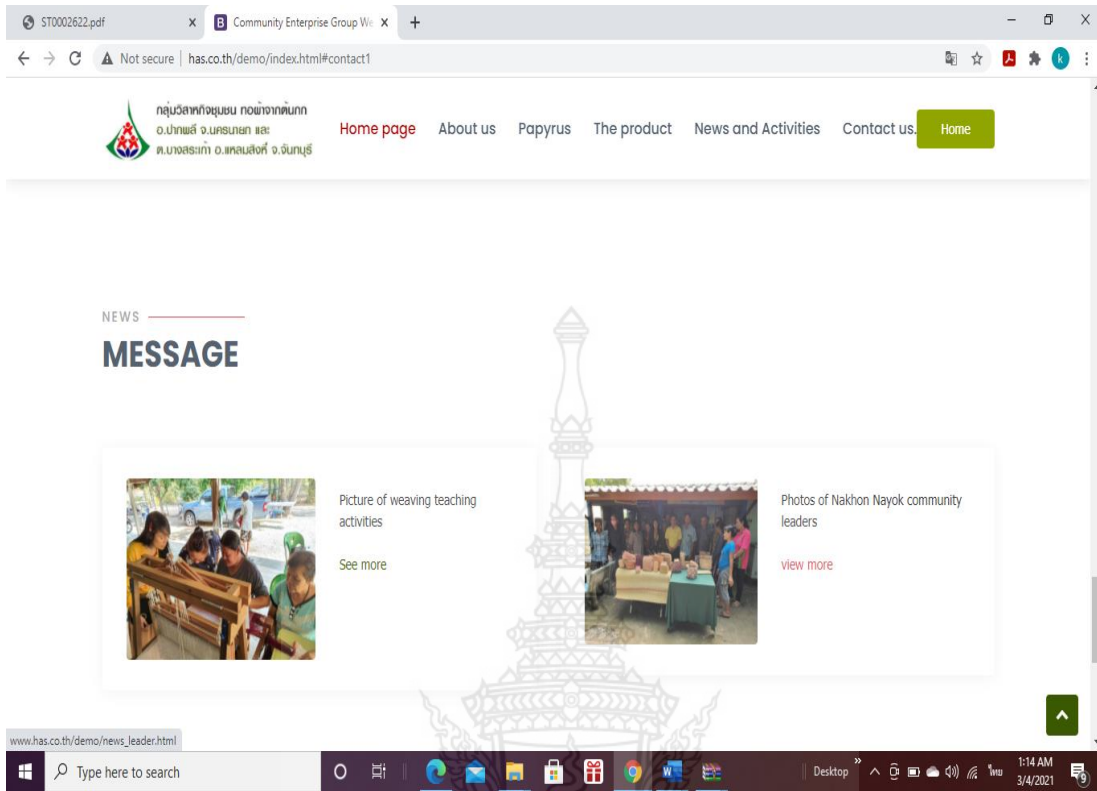 ST0002622.pdf
Community Enterprise Group We
Not secure | has.co.th/demo/index.html#contact1
k
กลุ่มวิสาหกิจชุมชน ทอผ้าจากต้นกก
อ.ปากพลี จ.นครนายก และ
ต.บางสระเก้า อ.แหลมสิงห์ จ.จันทบุรี
Home page About us Papyrus The product News and Activities Contact us. Home
NEWS
MESSAGE
Picture of weaving teaching
activities
See more
Photos of Nakhon Nayok community
leaders
view more
www.has.co.th/demo/news_leader.html
Type here to search
Desktop
ไทย
1:14 AM
3/4/2021
9